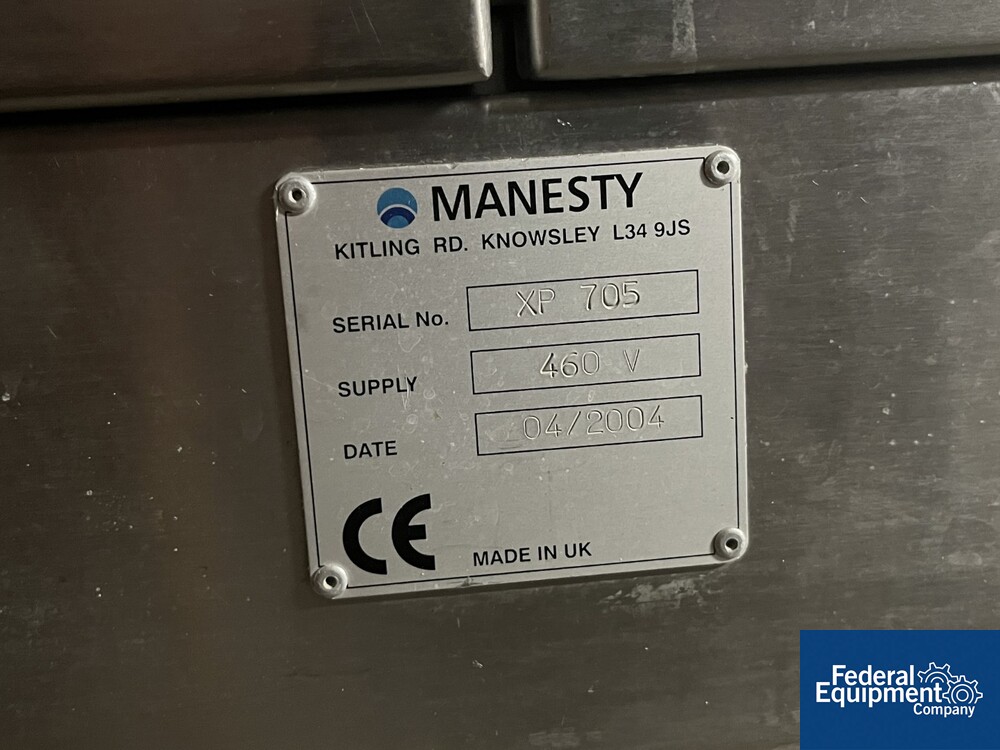 MANESTY
KITLING RD. KNOWSLEY L34 9JS
SERIAL No. XP 705
SUPPLY 460 V
DATE 04/2004
CE MADE IN UK
Federal
Equipment
Company